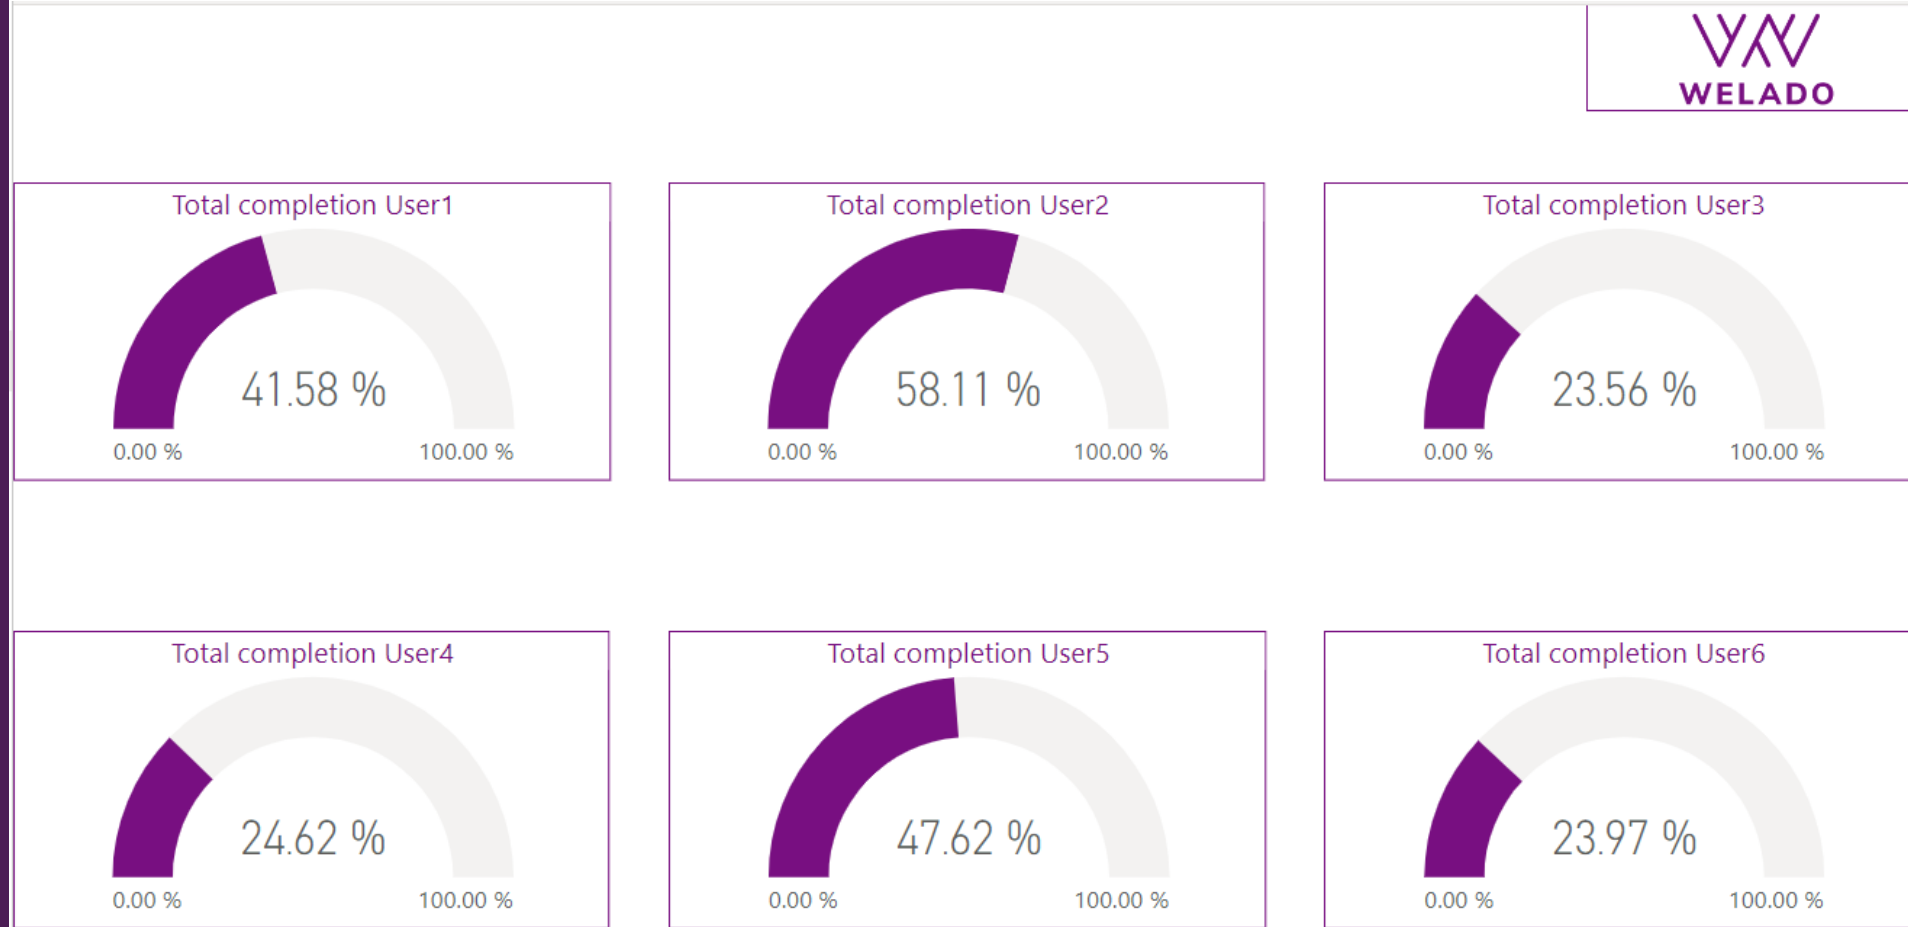 WELADO
Total completion User1
41.58 %
0.00 %
100.00 %
Total completion User2
58.11 %
0.00 %
100.00 %
Total completion User3
23.56 %
0.00 %
100.00 %
Total completion User4
24.62 %
0.00 %
100.00 %
Total completion User5
47.62 %
0.00 %
100.00 %
Total completion User6
23.97 %
0.00 %
100.00 %